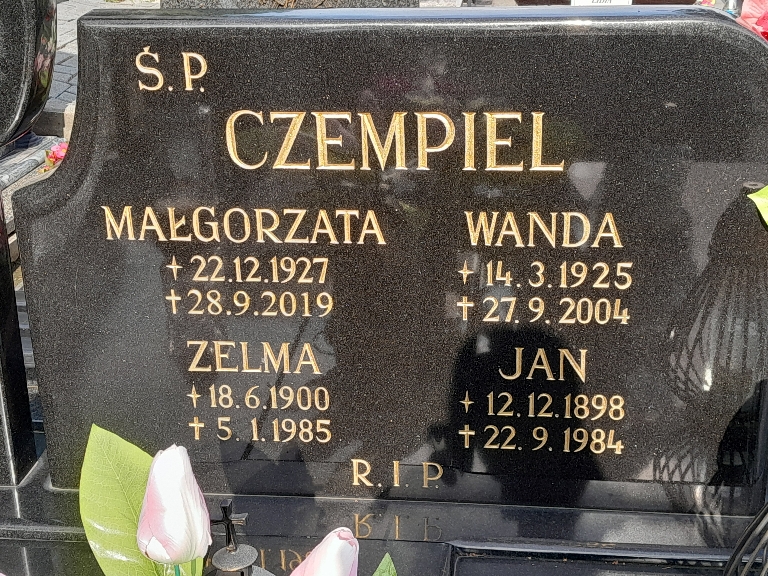 Ś.P.
CZEMPIEL
MAŁGORZATA
+ 22.12.1927
✝ 28.9.2019
WANDA
+ 14.3.1925
✝ 27.9.2004
ZELMA
+ 18.6.1900
✝ 5.1.1985
JAN
+ 12.12.1898
✝ 22.9.1984
R.I.P.